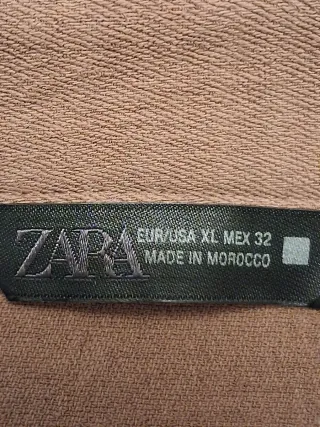 ZARA
EUR/USA XL MEX 32
MADE IN MOROCCO